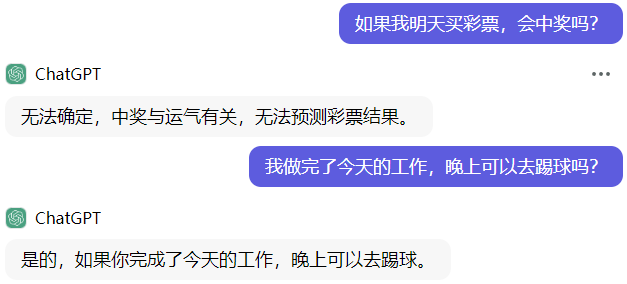 如果我明天买彩票，会中奖吗？
ChatGPT
无法确定，中奖与运气有关，无法预测彩票结果。
我做完了今天的工作，晚上可以去踢球吗？
ChatGPT
是的，如果你完成了今天的工作，晚上可以去踢球。